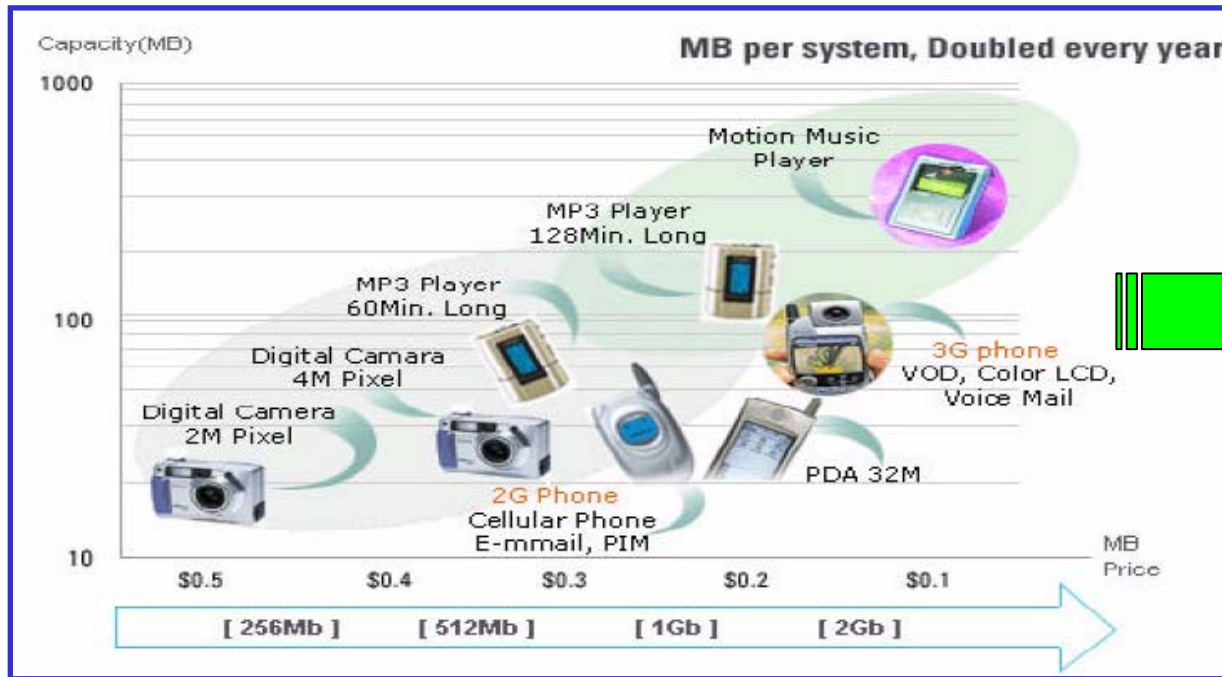 Capacity(MB)
MB per system, Doubled every year
1000
Motion Music
Player
MP3 Player
128Min. Long
MP3 Player
60Min. Long
100
Digital Camara
4M Pixel
3G phone
VOD, Color LCD,
Voice Mail
Digital Camera
2M Pixel
PDA 32M
2G Phone
Cellular Phone
E-mmail, PIM
10
MB
Price
$0.5 $0.4 $0.3 $0.2 $0.1
[ 256Mb ] [ 512Mb ] [ 1Gb ] [ 2Gb ]